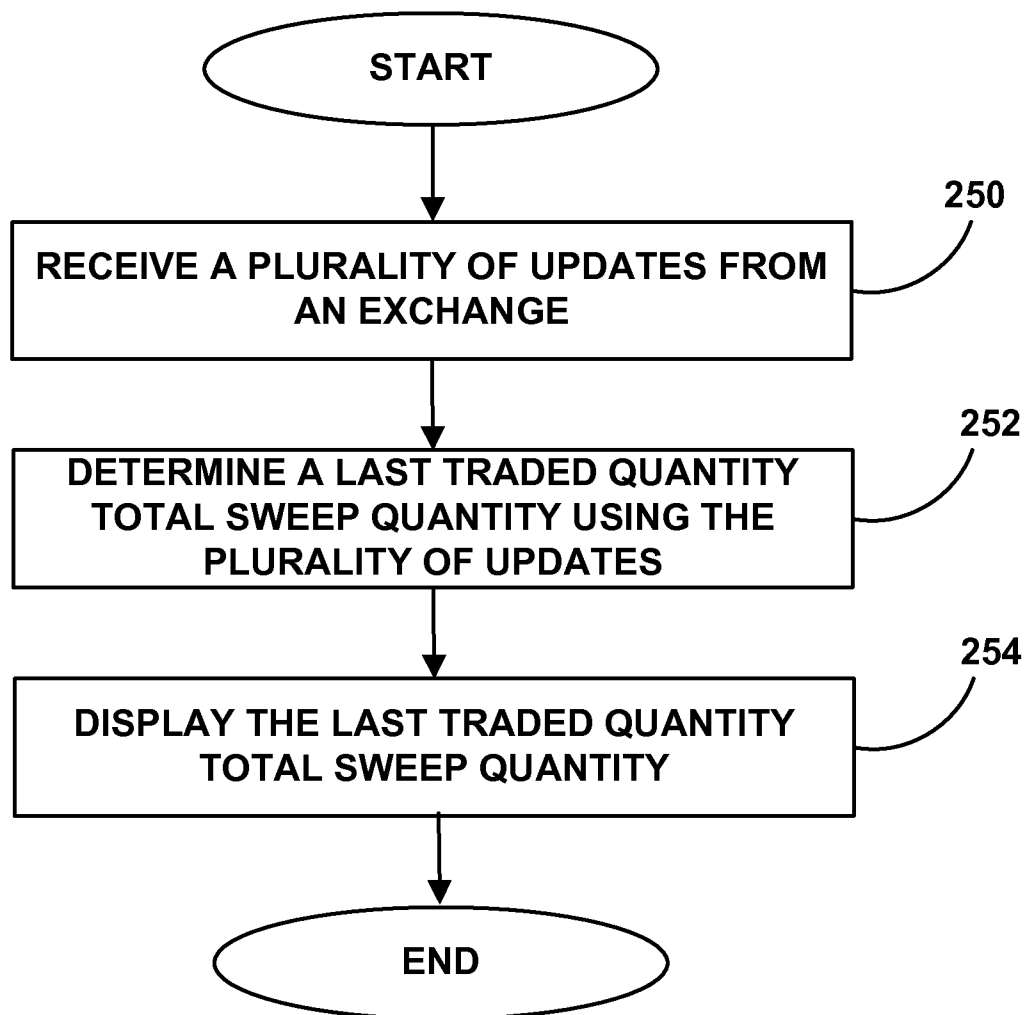 START
250
RECEIVE A PLURALITY OF UPDATES FROM
AN EXCHANGE
252
DETERMINE A LAST TRADED QUANTITY
TOTAL SWEEP QUANTITY USING THE
PLURALITY OF UPDATES
254
DISPLAY THE LAST TRADED QUANTITY
TOTAL SWEEP QUANTITY
END